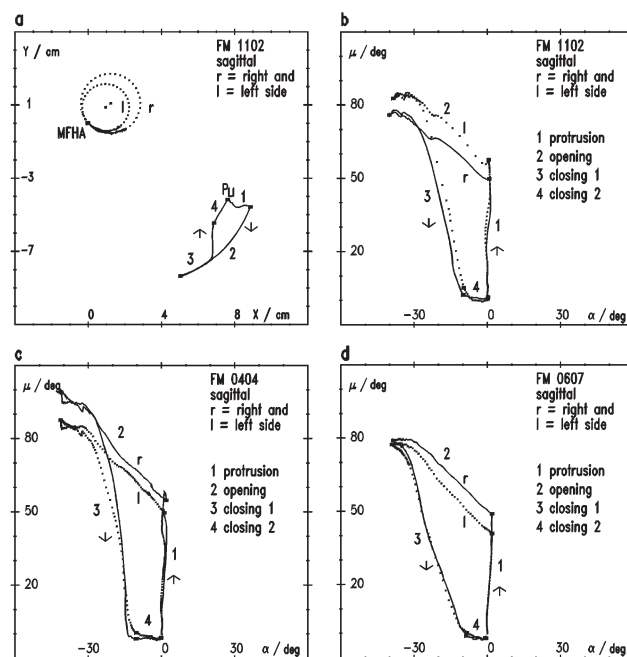 a
Y / cm
FM 1102
sagittal
r = right and
l = left side
1
l
r
MFHA
-3
P
LI
4
1
-7
3
2
0
4
8
X / cm
b
μ / deg
FM 1102
sagittal
r = right and
l = left side
80
2
l
1 protrusion
2 opening
3 closing 1
4 closing 2
50
r
3
1
20
4
-30
0
α / deg
30
c
μ / deg
FM 0404
sagittal
r = right and
l = left side
2
80
r
l
1 protrusion
2 opening
3 closing 1
4 closing 2
50
3
1
20
4
-30
0
α / deg
30
d
μ / deg
FM 0607
sagittal
r = right and
l = left side
80
2
r
l
1 protrusion
2 opening
3 closing 1
4 closing 2
50
3
1
20
4
-30
0
α / deg
30